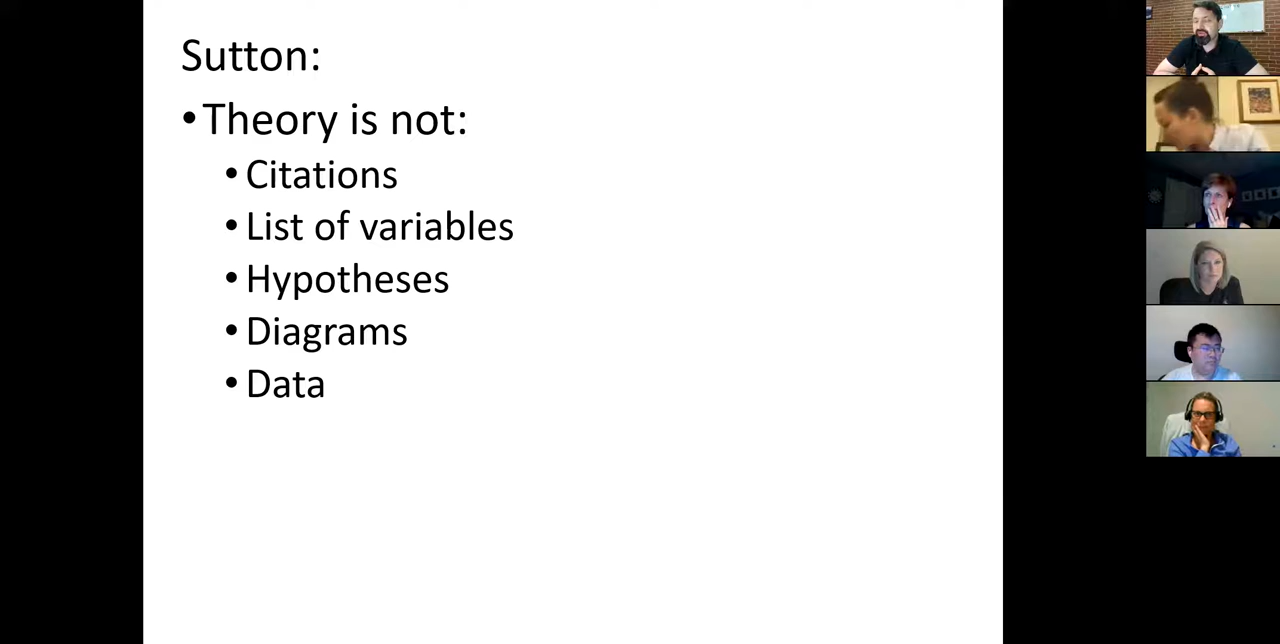 Sutton:
•Theory is not:
•Citations
•List of variables
•Hypotheses
•Diagrams
•Data